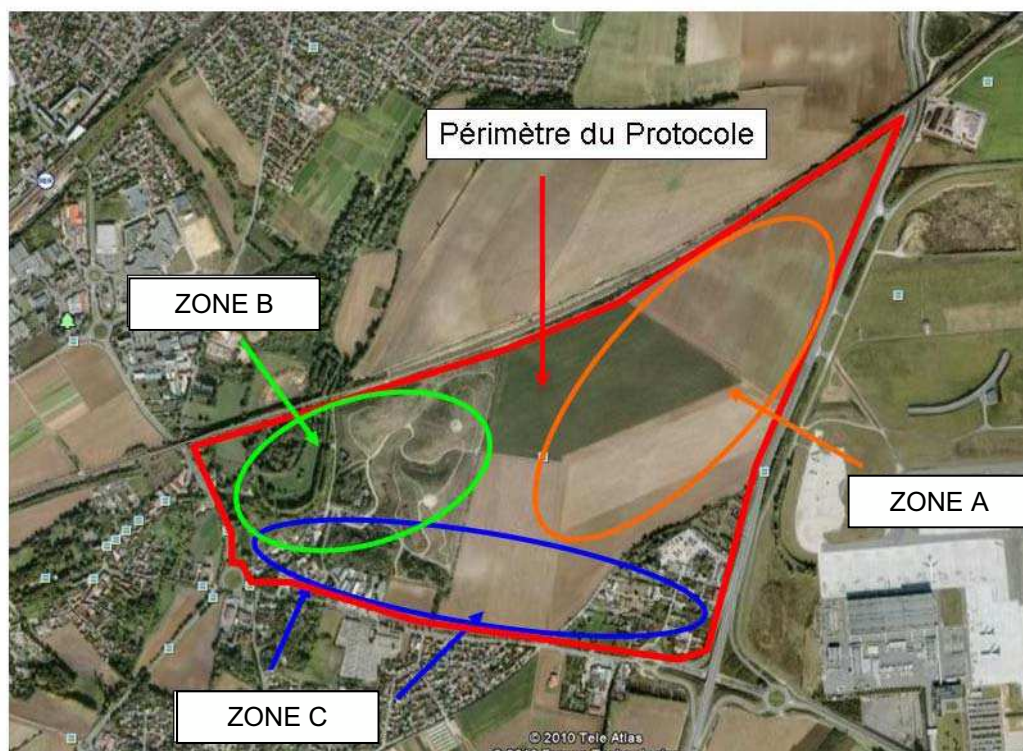 Périmètre du Protocole
ZONE B
ZONE A
ZONE C
© 2010 Tele Atlas